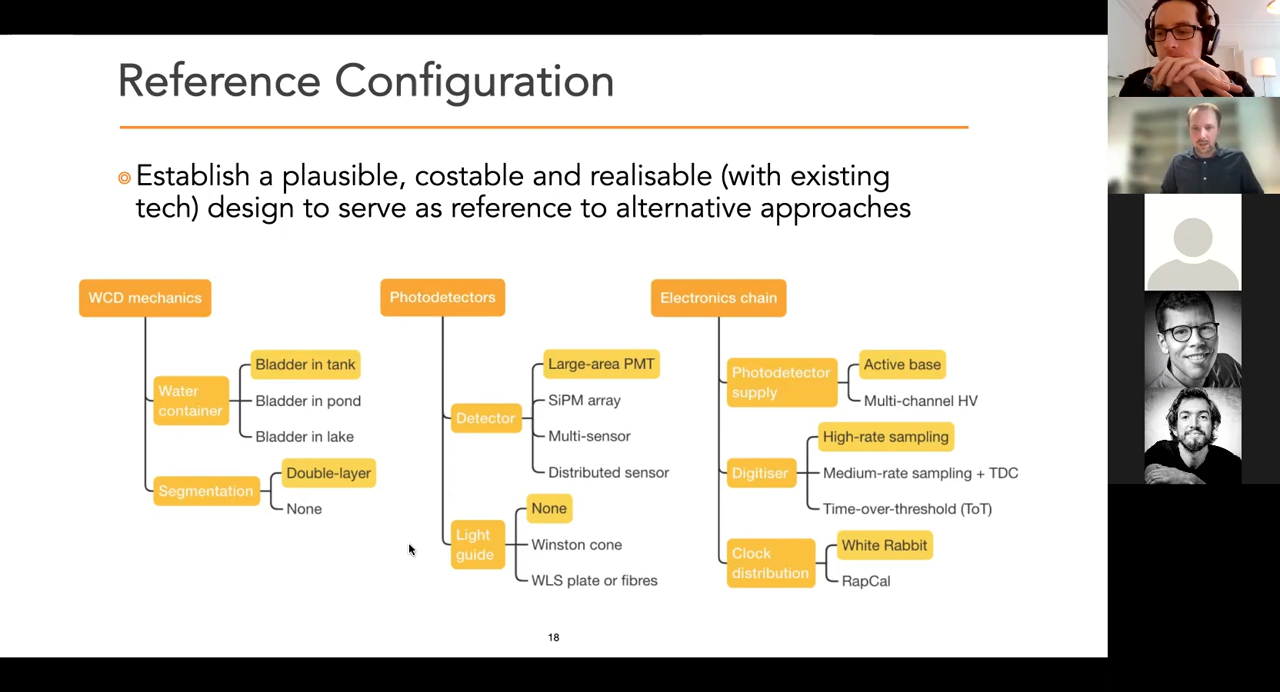 Reference Configuration
Establish a plausible, costable and realisable (with existing
tech) design to serve as reference to alternative approaches
WCD mechanics
Water
container
Bladder in tank
Bladder in pond
Bladder in lake
Segmentation
Double-layer
None
Photodetectors
Detector
Large-area PMT
SiPM array
Multi-sensor
Distributed sensor
Light
guide
None
Winston cone
WLS plate or fibres
Electronics chain
Photodetector
supply
Active base
Multi-channel HV
Digitiser
High-rate sampling
Medium-rate sampling + TDC
Time-over-threshold (ToT)
Clock
distribution
White Rabbit
RapCal
18